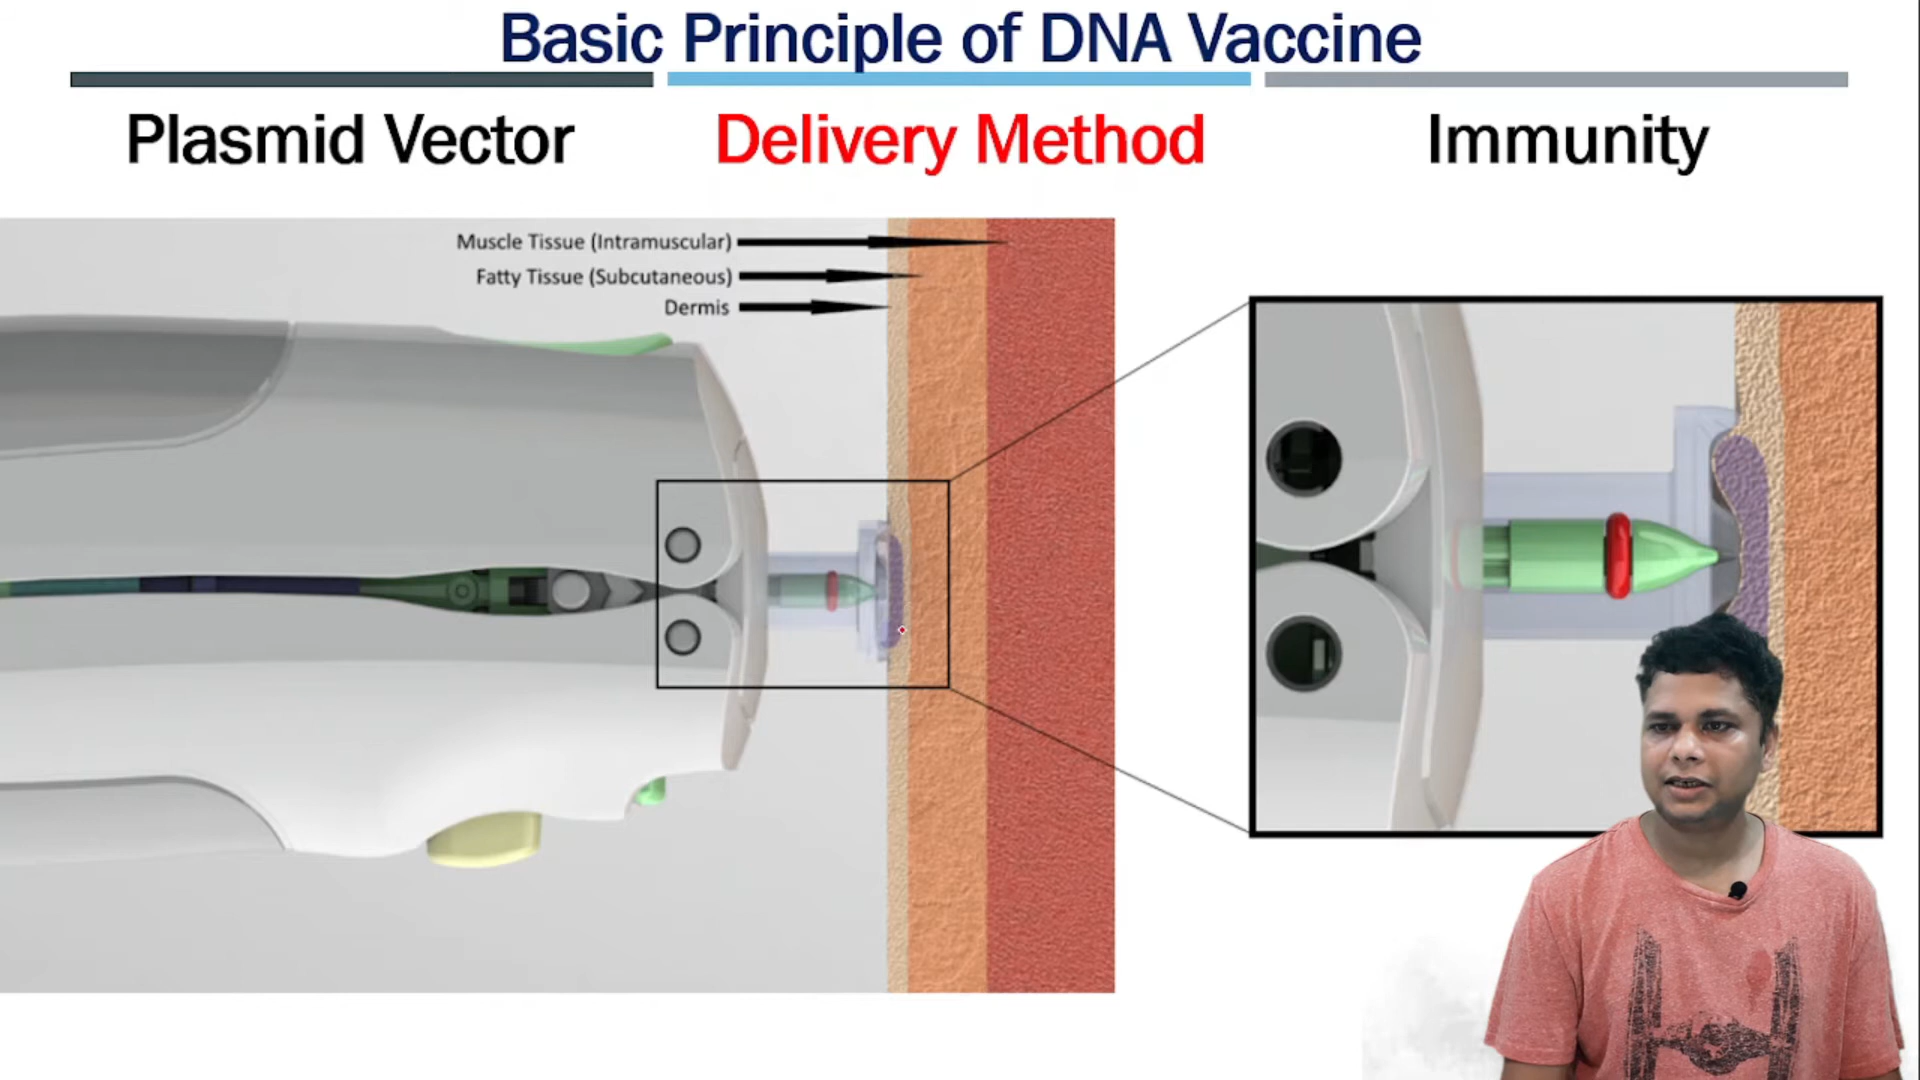 Basic Principle of DNA Vaccine
Plasmid Vector
Delivery Method
Immunity
Muscle Tissue (Intramuscular)
Fatty Tissue (Subcutaneous)
Dermis